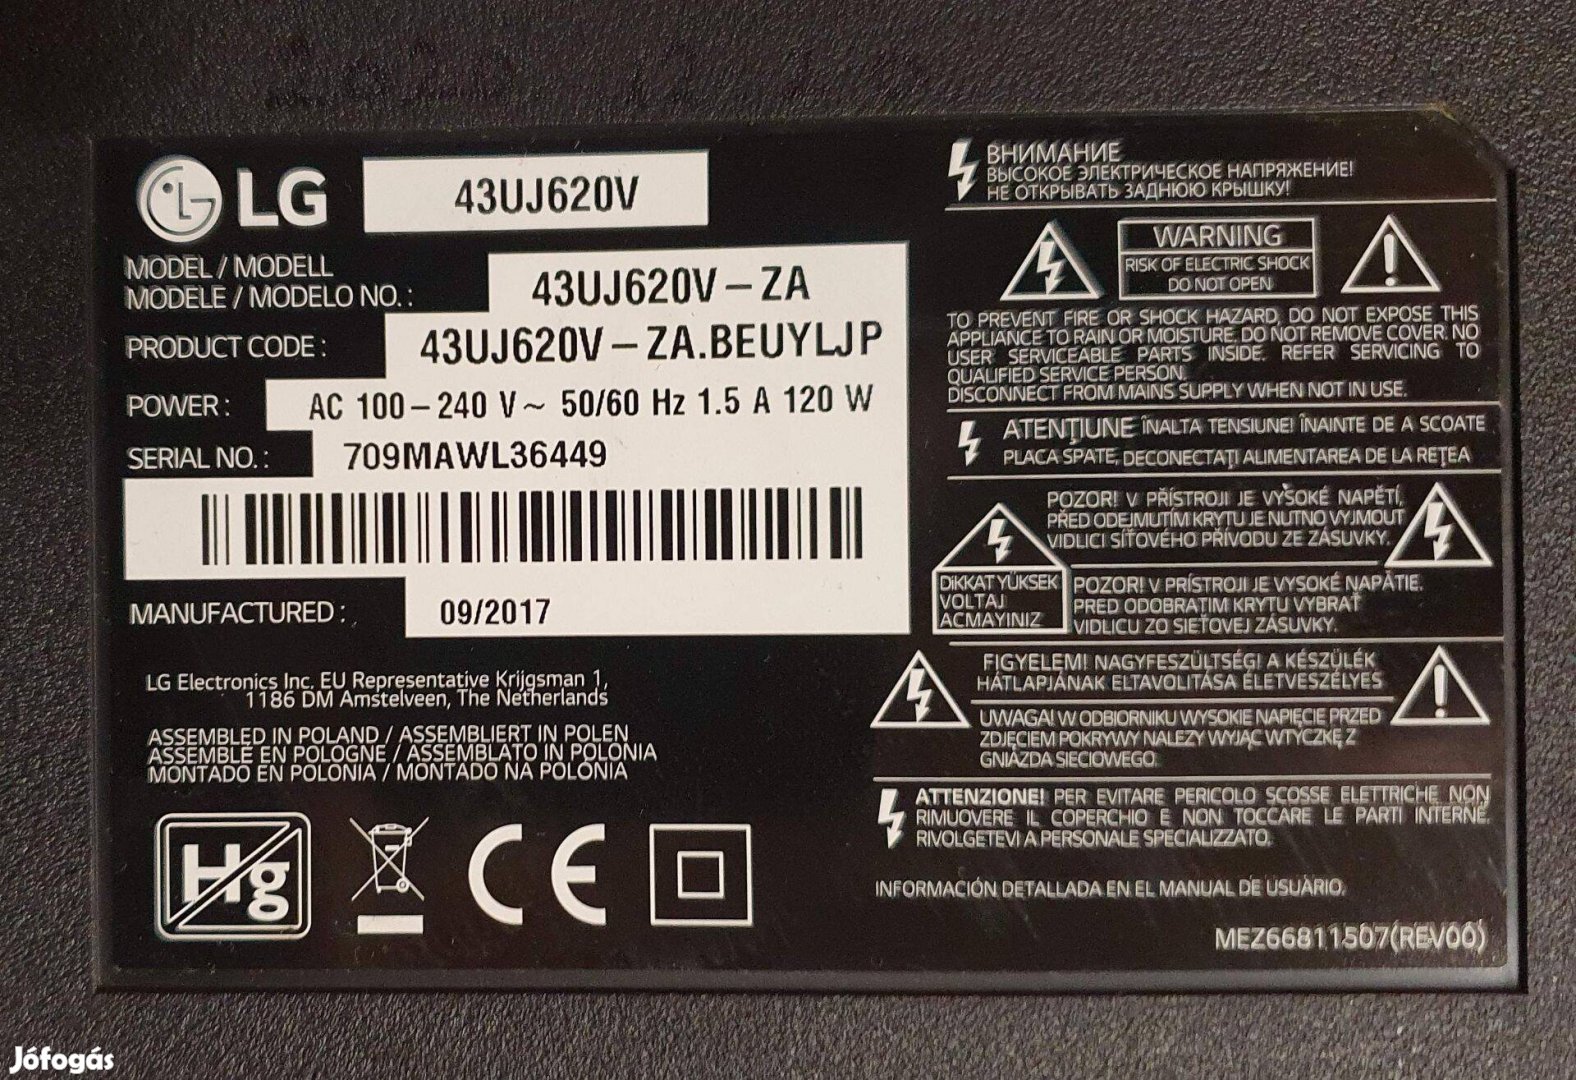 LG 43UJ620V
MODEL / MODELL
MODELE / MODELO NO. : 43UJ620V-ZA
PRODUCT CODE : 43UJ620V-ZA.BEUYLJP
POWER : AC 100-240 V~ 50/60 Hz 1.5 A 120 W
SERIAL NO. : 709MAWL36449
MANUFACTURED : 09/2017
LG Electronics Inc. EU Representative Krijgsman 1,
1186 DM Amstelveen, The Netherlands
ASSEMBLED IN POLAND / ASSEMBLIERT IN POLEN
ASSEMBLÉ EN POLOGNE / ASSEMBLATO IN POLONIA
MONTADO EN POLONIA / MONTADO NA POLÓNIA
Hg
CE
ВНИМАНИЕ
ВЫСОКОЕ ЭЛЕКТРИЧЕСКОЕ НАПРЯЖЕНИЕ!
НЕ ОТКРЫВАТЬ ЗАДНЮЮ КРЫШКУ!
WARNING
RISK OF ELECTRIC SHOCK
DO NOT OPEN
TO PREVENT FIRE OR SHOCK HAZARD, DO NOT EXPOSE THIS
APPLIANCE TO RAIN OR MOISTURE. DO NOT REMOVE COVER. NO
USER SERVICEABLE PARTS INSIDE. REFER SERVICING TO
QUALIFIED SERVICE PERSON.
DISCONNECT FROM MAINS SUPPLY WHEN NOT IN USE.
ATENŢIUNE ÎNALTA TENSIUNE! ÎNAINTE DE A SCOATE
PLACA SPATE, DECONECTAŢI ALIMENTAREA DE LA REŢEA
POZOR! V PŘÍSTROJI JE VYSOKÉ NAPĚTÍ,
PŘED ODEJMUTÍM KRYTU JE NUTNO VYJMOUT
VIDLICI SÍŤOVÉHO PŘÍVODU ZE ZÁSUVKY.
DİKKAT YÜKSEK
VOLTAJ
ACMAYINIZ
POZOR! V PRÍSTROJI JE VYSOKÉ NAPÄTIE.
PRED ODOBRATIM KRYTU VYBRAŤ
VIDLICU ZO SIEŤOVEJ ZÁSUVKY.
FIGYELEM! NAGYFESZÜLTSÉG! A KÉSZÜLÉK
HÁTLAPJÁNAK ELTAVOLITÁSA ÉLETVESZÉLYES
UWAGA! W ODBIORNIKU WYSOKIE NAPIĘCIE PRZED
ZDJĘCIEM POKRYWY NALEŻY WYJĄĆ WTYCZKĘ Z
GNIAZDA SIECIOWEGO.
ATTENZIONE! PER EVITARE PERICOLO SCOSSE ELETTRICHE NON
RIMUOVERE IL COPERCHIO E NON TOCCARE LE PARTI INTERNE.
RIVOLGETEVI A PERSONALE SPECIALIZZATO.
INFORMACIÓN DETALLADA EN EL MANUAL DE USUARIO.
MEZ66811507(REV00)
Jófogás